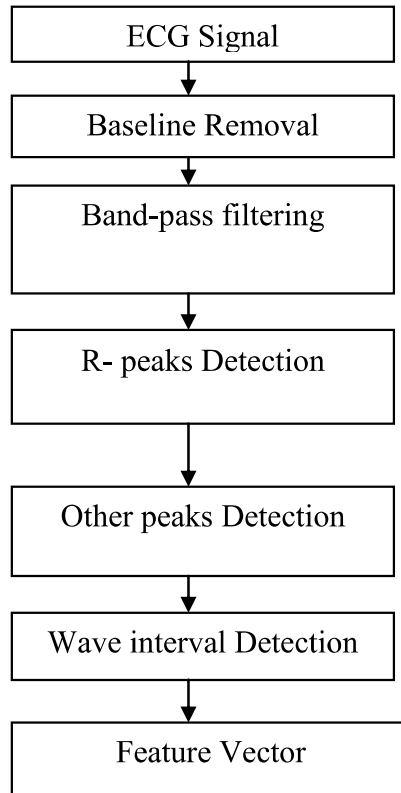 ECG Signal
Baseline Removal
Band-pass filtering
R- peaks Detection
Other peaks Detection
Wave interval Detection
Feature Vector